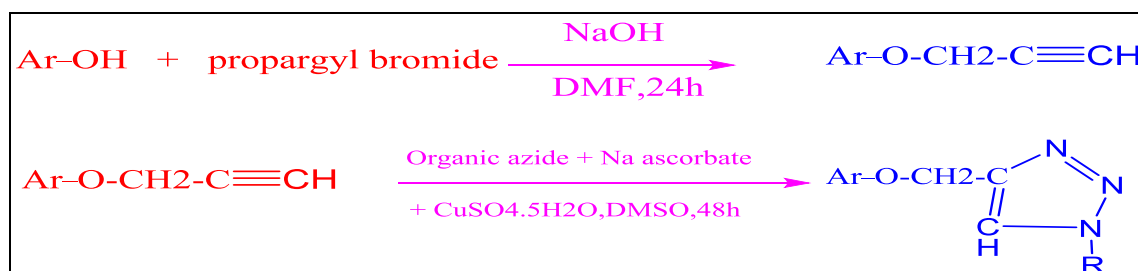 Ar–OH + propargyl bromide NaOH Ar–O-CH2-C≡CH
DMF,24h
Ar–O-CH2-C≡CH Organic azide + Na ascorbate Ar–O-CH2-C N
+ CuSO4.5H2O,DMSO,48h N
C N
H R